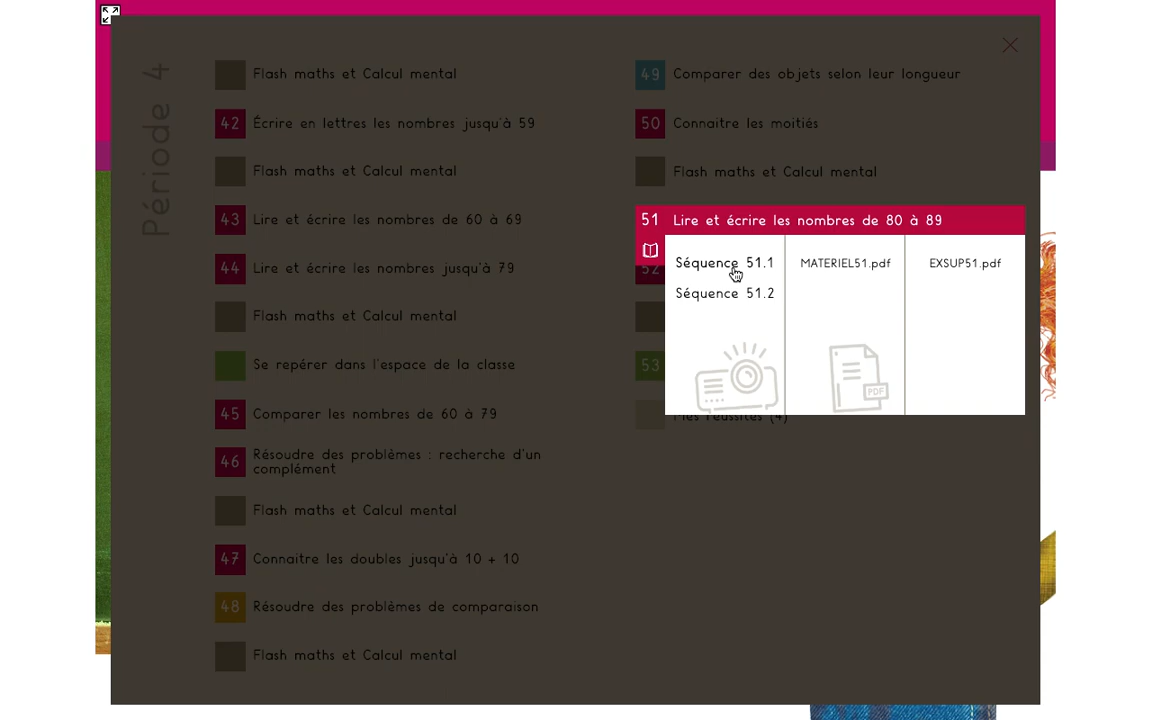 Période 4
Flash maths et Calcul mental
42 Écrire en lettres les nombres jusqu'à 59
Flash maths et Calcul mental
43 Lire et écrire les nombres de 60 à 69
44 Lire et écrire les nombres jusqu'à 79
Flash maths et Calcul mental
Se repérer dans l'espace de la classe
45 Comparer les nombres de 60 à 79
46 Résoudre des problèmes : recherche d'un
complément
Flash maths et Calcul mental
47 Connaitre les doubles jusqu'à 10 + 10
48 Résoudre des problèmes de comparaison
Flash maths et Calcul mental
49 Comparer des objets selon leur longueur
50 Connaitre les moitiés
Flash maths et Calcul mental
51 Lire et écrire les nombres de 80 à 89
52
Séquence 51.1
Séquence 51.2
MATERIEL51.pdf
PDF
EXSUP51.pdf
53
Mes réussites (4)